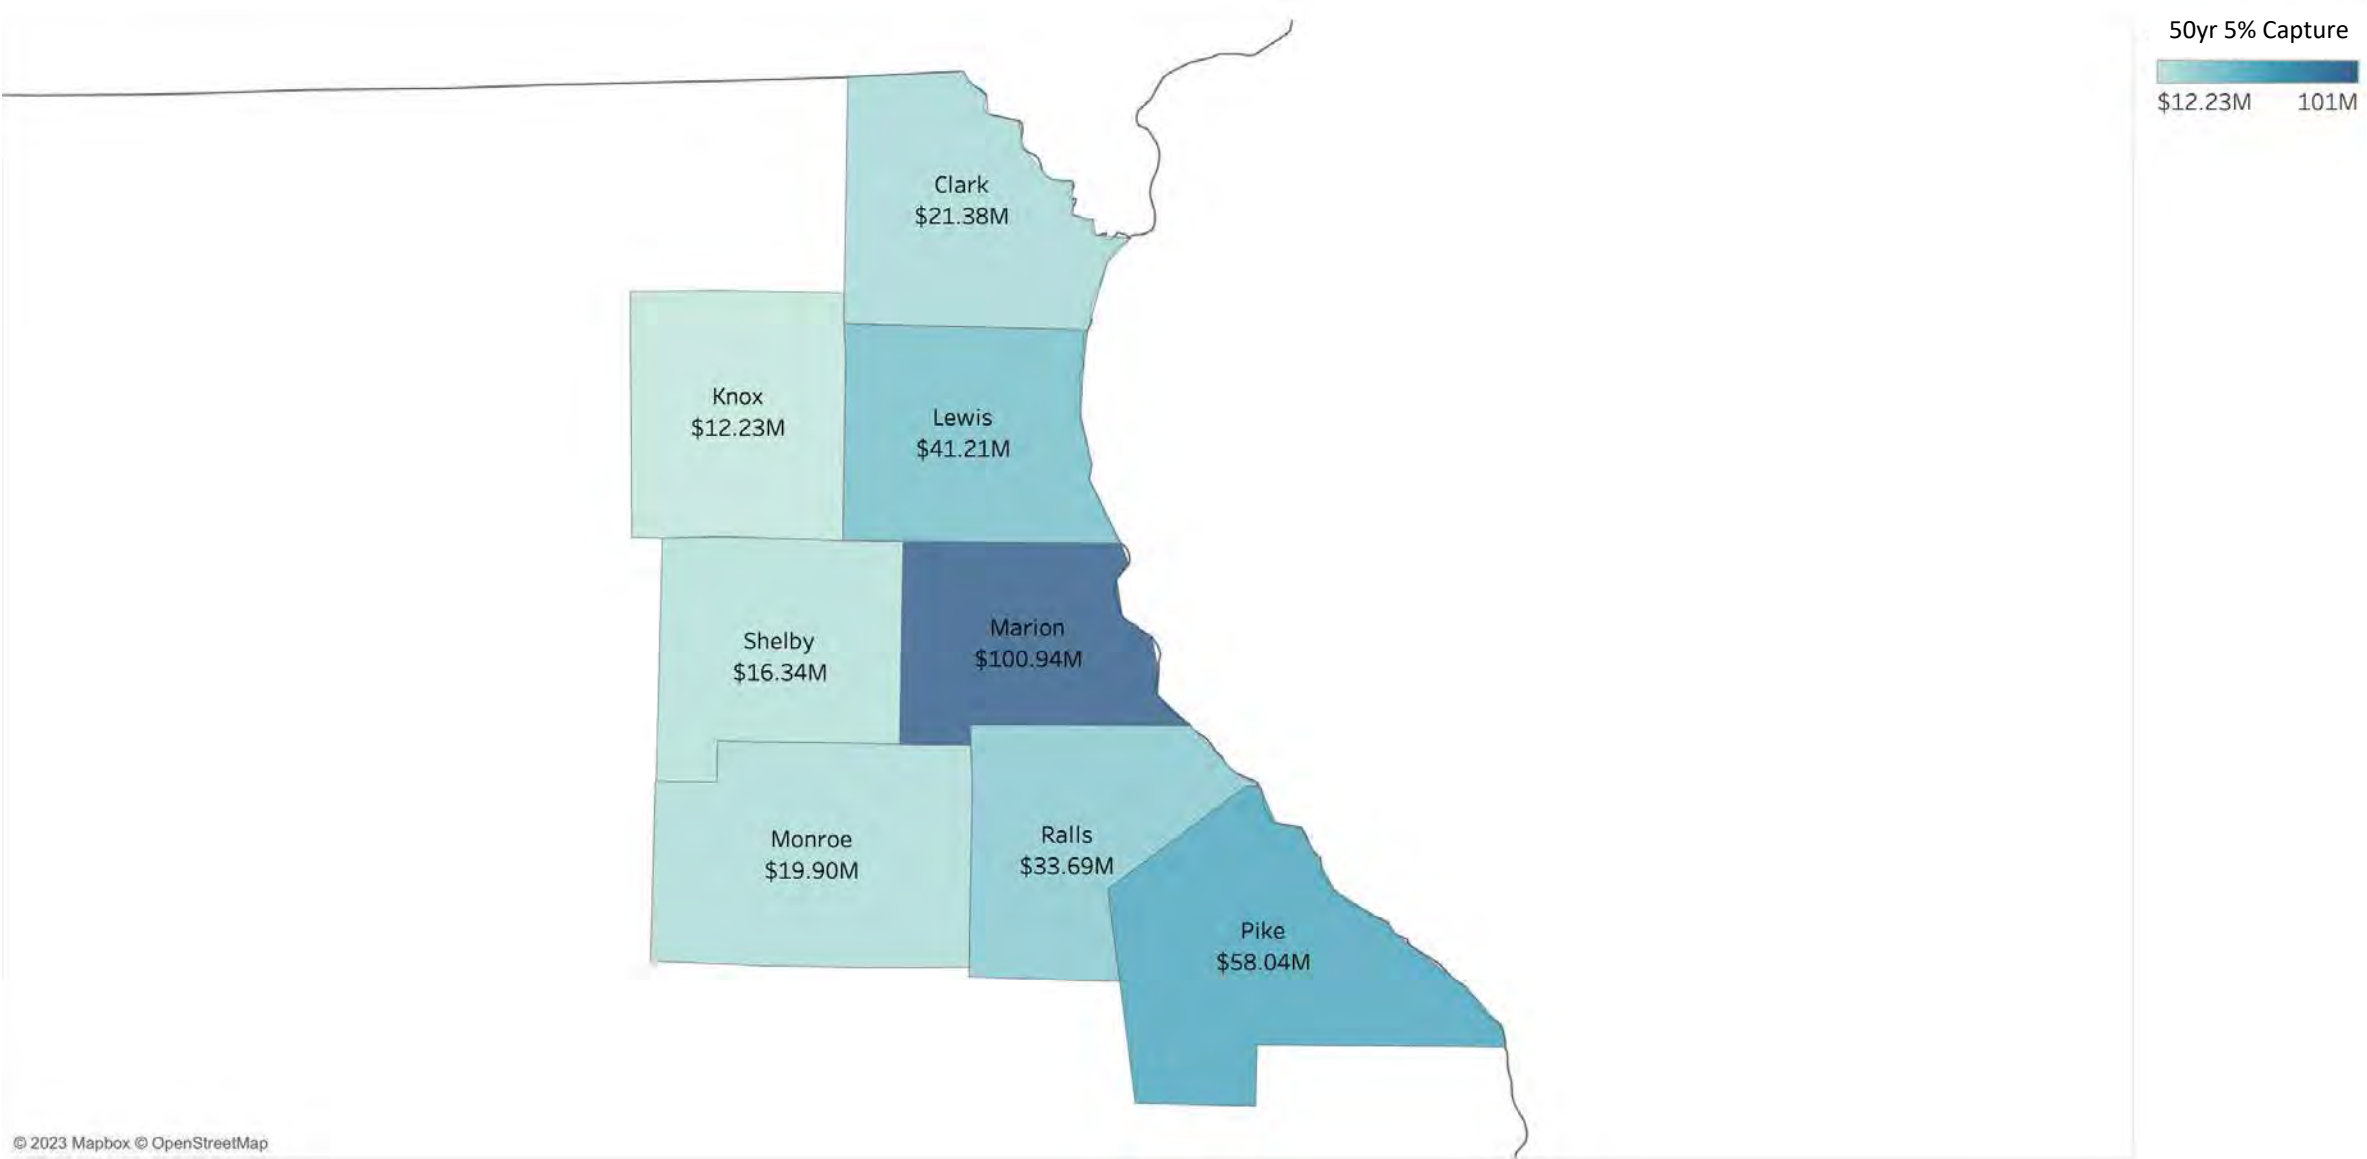 50yr 5% Capture
$12.23M 101M
Clark
$21.38M
Knox
$12.23M
Lewis
$41.21M
Shelby
$16.34M
Marion
$100.94M
Monroe
$19.90M
Ralls
$33.69M
Pike
$58.04M
© 2023 Mapbox © OpenStreetMap